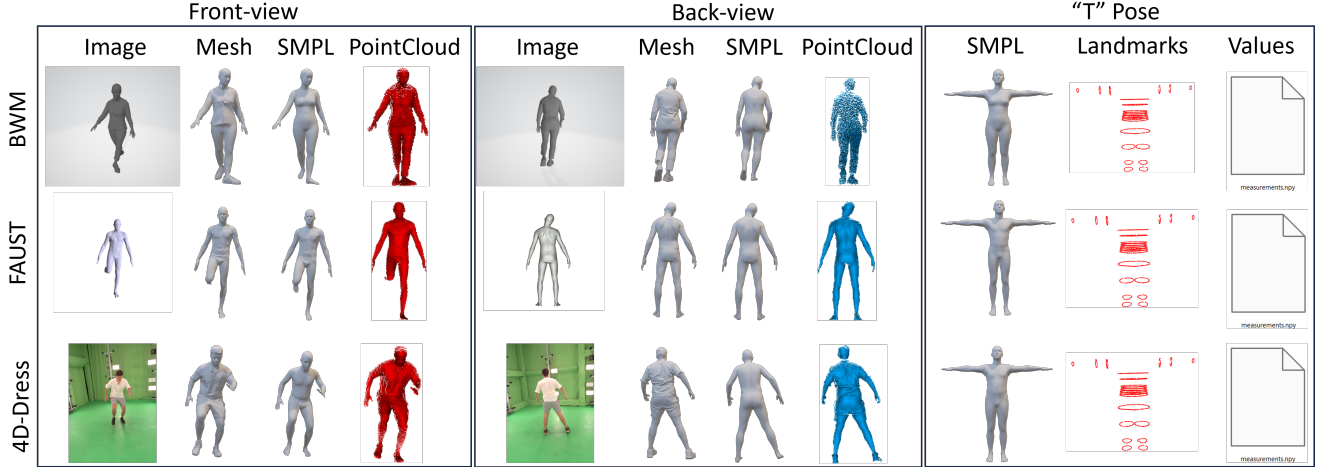 Front-view
Back-view
“T” Pose
Image Mesh SMPL PointCloud
Image Mesh SMPL PointCloud
SMPL Landmarks Values
BWM
measurements.npy
FAUST
measurements.npy
4D-Dress
measurements.npy